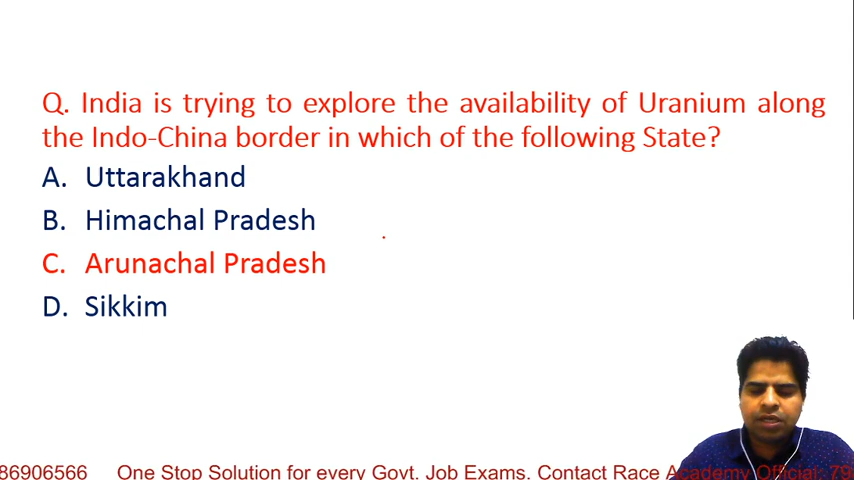 Q. India is trying to explore the availability of Uranium along
the Indo-China border in which of the following State?
A. Uttarakhand
B. Himachal Pradesh
C. Arunachal Pradesh
D. Sikkim
86906566 One Stop Solution for every Govt. Job Exams. Contact Race Academy Official: 79